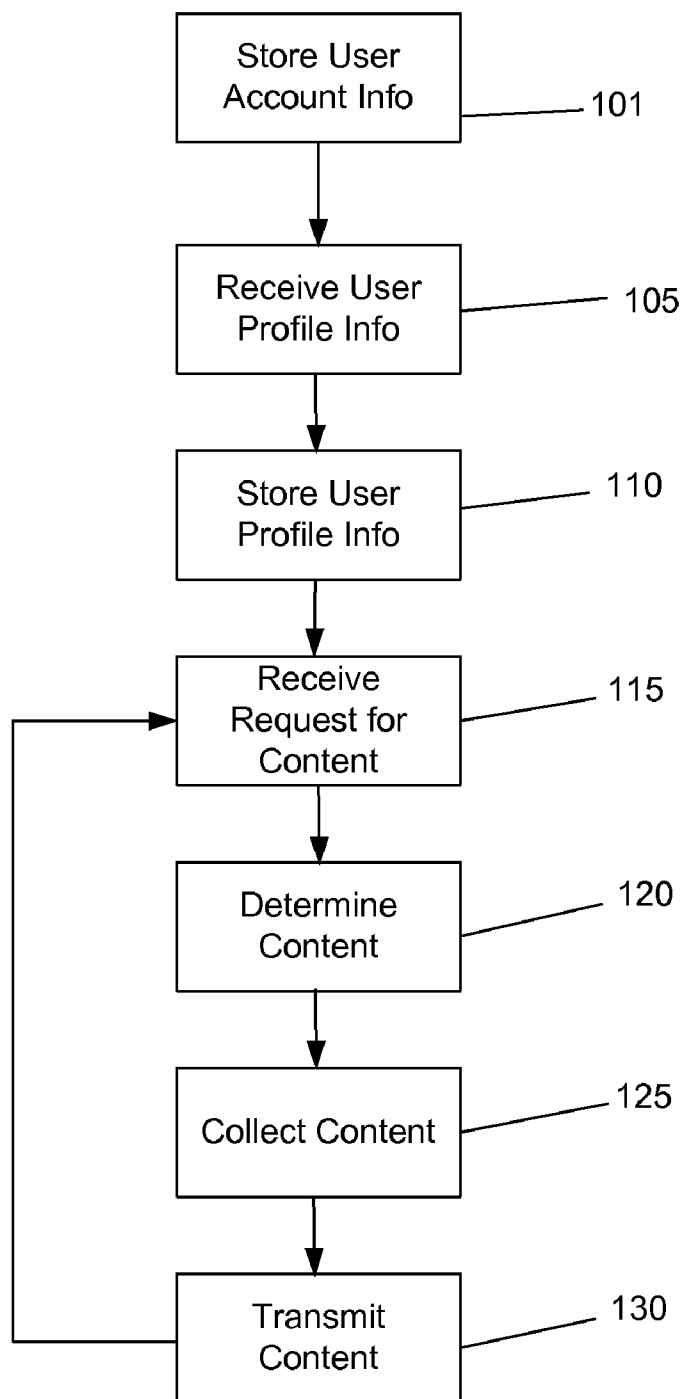 Store User
Account Info
101
Receive User
Profile Info
105
Store User
Profile Info
110
Receive
Request for
Content
115
Determine
Content
120
Collect Content
125
Transmit
Content
130